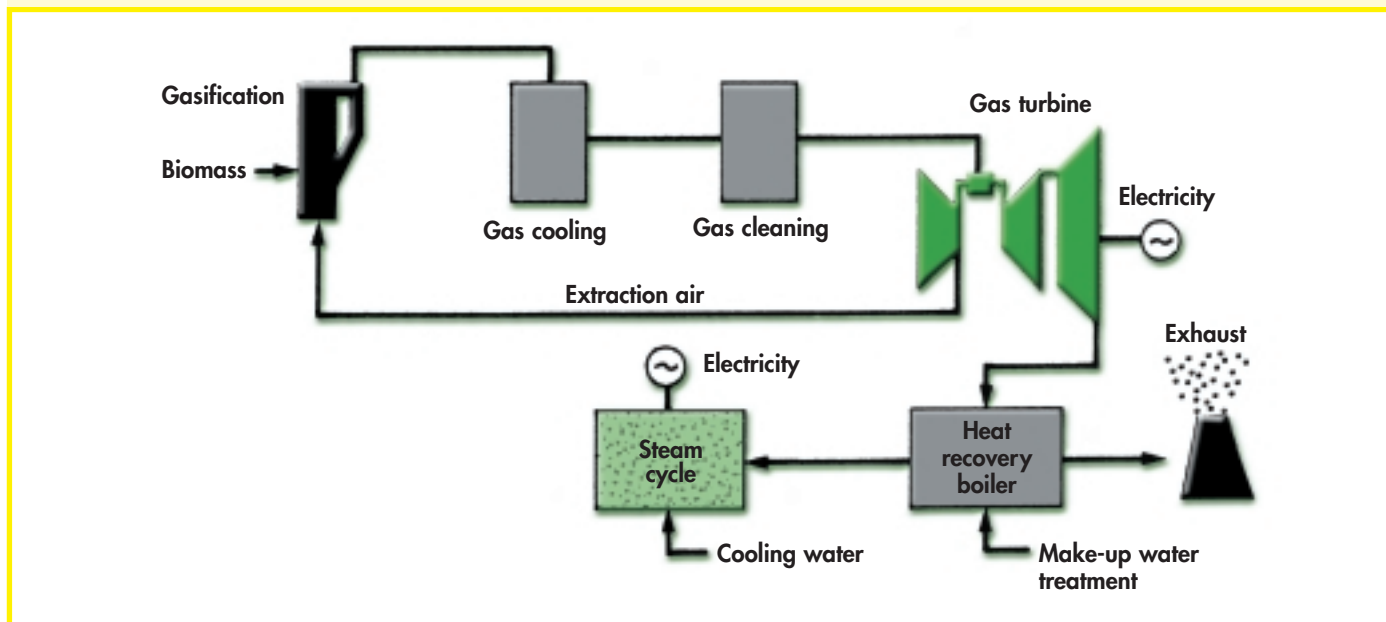 Gasification
Biomass
Gas cooling
Gas cleaning
Gas turbine
Electricity
Extraction air
Electricity
Exhaust
Steam
cycle
Heat
recovery
boiler
Cooling water
Make-up water
treatment